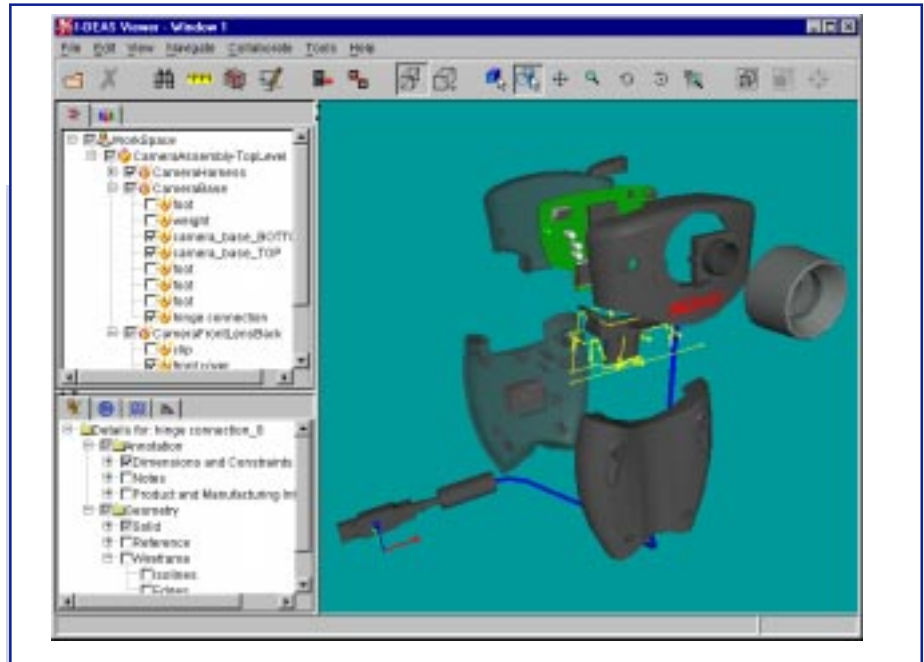 I-DEAS Viewer - Window 1
File Edit View Navigate Collaborate Tools Help
WorkSpace
CameraAssembly-TopLevel
CameraHarness
CameraBase
foot
weight
camera_base_BOTTO
camera_base_TOP
foot
foot
foot
hinge connection
CameraFrontLensBack
clip
front cover
Details for: hinge connection_0
Annotation
Dimensions and Constraints
Notes
Product and Manufacturing Inf
Geometry
Solid
Reference
Wireframe
Isolines
Edges